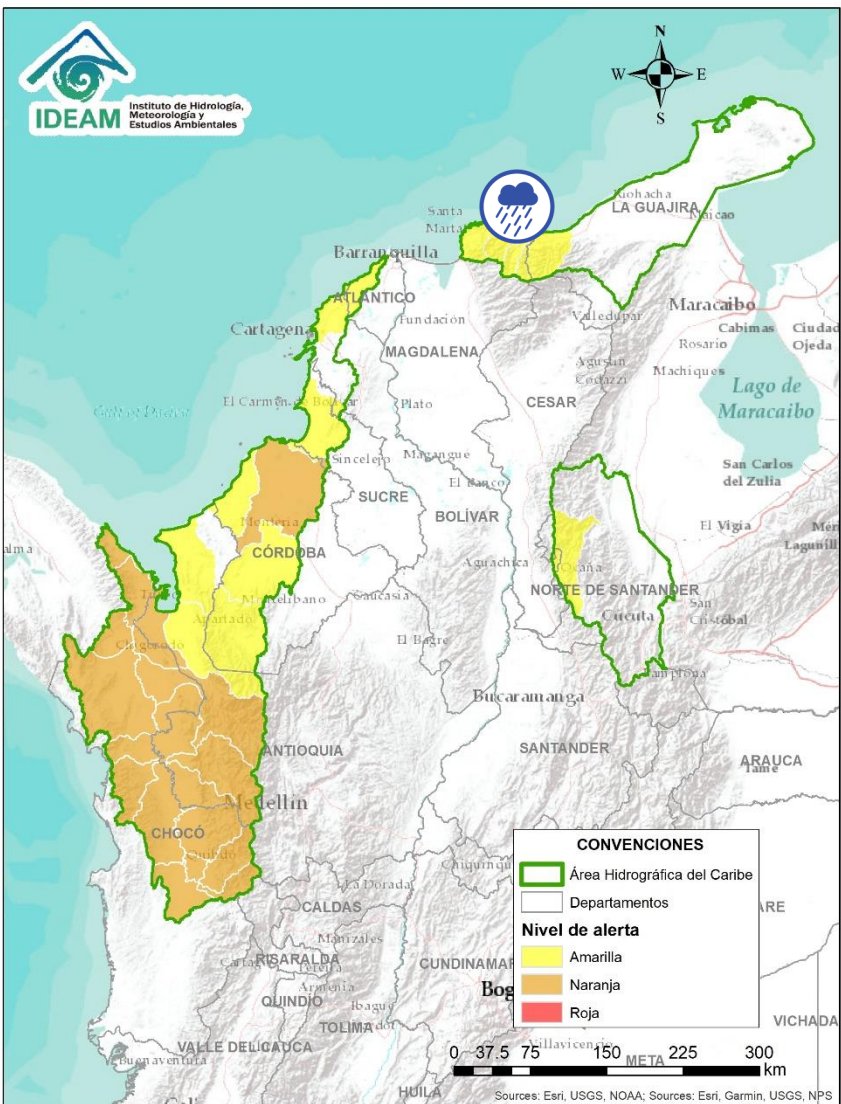 IDEAM
Instituto de Hidrología,
Meteorología y
Estudios Ambientales
N
W
E
S
Riohacha
LA GUAJIRA
Maicao
Santa
Marta
Barranquilla
ATLÁNTICO
Cartagena
Fundación
Valledupar
Maracaibo
Cabimas
Ciudad
Ojeda
Rosario
Machiques
MAGDALENA
Agustín
Codazzi
Lago de
Maracaibo
El Carmen de Bolívar
Plato
CESAR
Sincelejo
Magangué
San Carlos
del Zulia
SUCRE
El Banco
BOLÍVAR
Montería
El Vigía
CÓRDOBA
Aguachica
Ocaña
NORTE DE SANTANDER
Turbo
Montelíbano
Caucasia
Apartadó
San
Cristóbal
Cucuta
Chigorodó
El Bagre
Pamplona
Bucaramanga
ANTIOQUIA
SANTANDER
ARAUCA
Tame
Medellín
CHOCÓ
Quibdó
La Dorada
CALDAS
Manizales
RISARALDA
Pereira
Armenia
QUINDÍO
Ibagué
TOLIMA
VALLE DEL CAUCA
Buenaventura
HUILA
Villavicencio
META
VICHADA
CONVENCIONES
Área Hidrográfica del Caribe
Departamentos
Nivel de alerta
Amarilla
Naranja
Roja
0 37.5 75 150 225 300
km
Sources: Esri, USGS, NOAA; Sources: Esri, Garmin, USGS, NPS